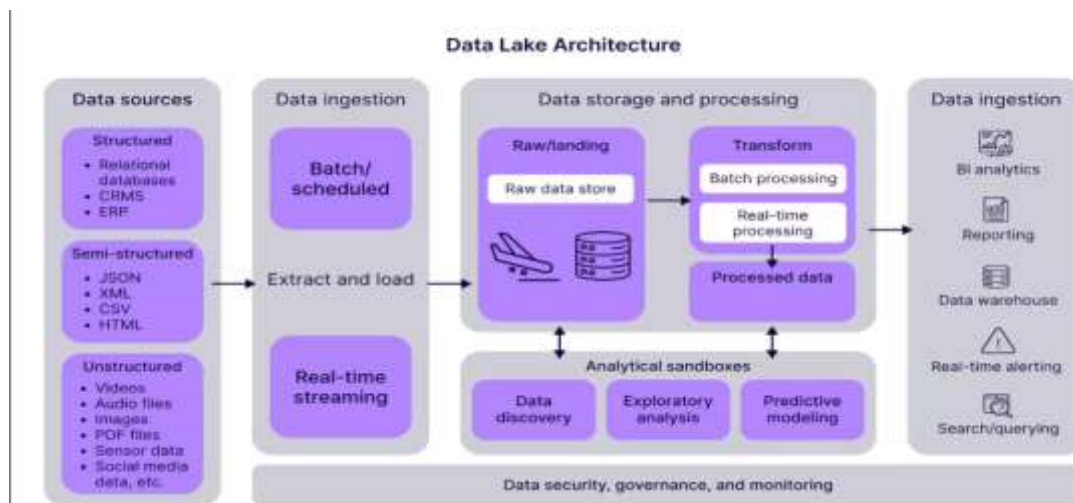 Data Lake Architecture
Data sources
Structured
• Relational
databases
• CRMS
• ERP
Semi-structured
• JSON
• XML
• CSV
• HTML
Unstructured
• Videos
• Audio files
• Images
• PDF files
• Sensor data
• Social media
data, etc.
Data ingestion
Batch/
scheduled
Extract and load
Real-time
streaming
Data storage and processing
Raw/landing
Raw data store
Transform
Batch processing
Real-time
processing
Processed data
Analytical sandboxes
Data
discovery
Exploratory
analysis
Predictive
modeling
Data ingestion
BI analytics
Reporting
Data warehouse
Real-time alerting
Search/querying
Data security, governance, and monitoring